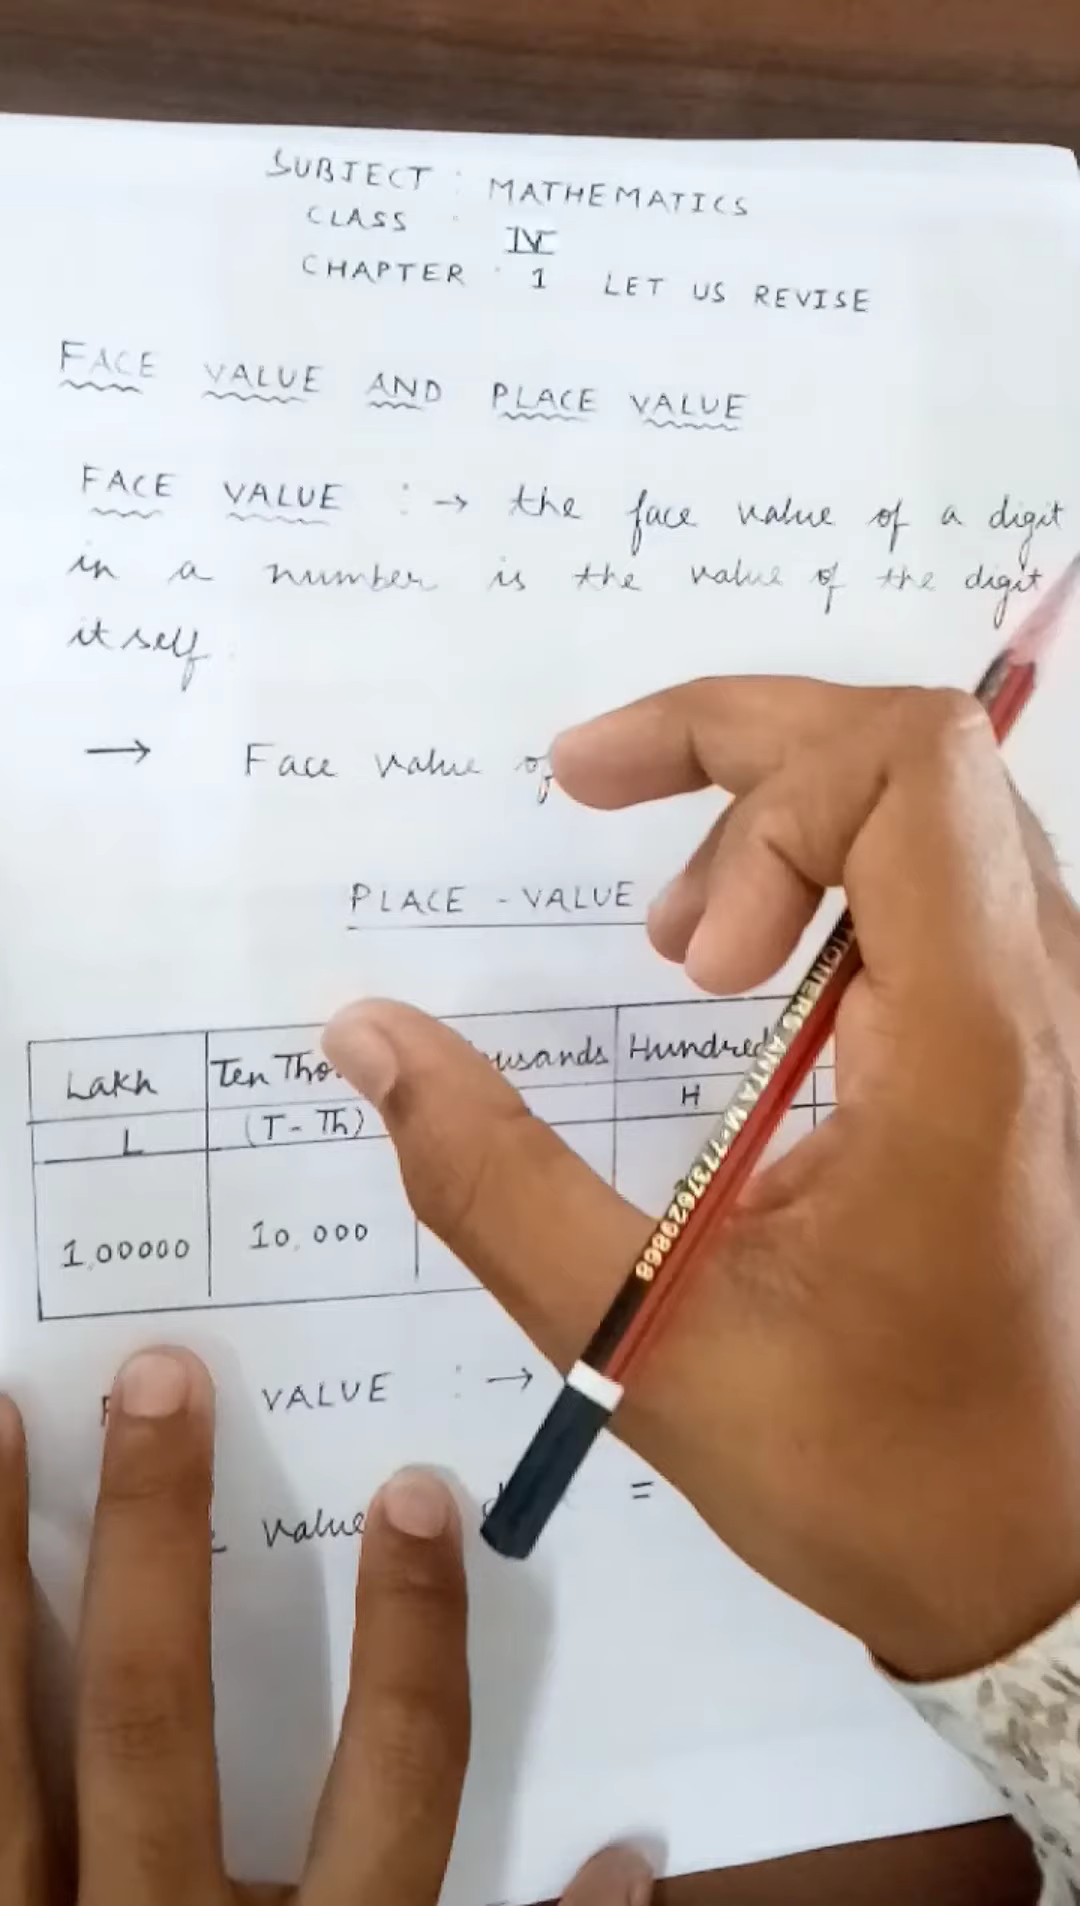 SUBJECT : MATHEMATICS
CLASS : IV
CHAPTER : 1 LET US REVISE
FACE VALUE AND PLACE VALUE
FACE VALUE : → the face value of a digit
in a number is the value of the digit
itself.
→ Face value of
PLACE - VALUE
Lakh Ten Tho usands Hundred
L (T - Th) H
1,00000 10,000
VALUE : →
value =